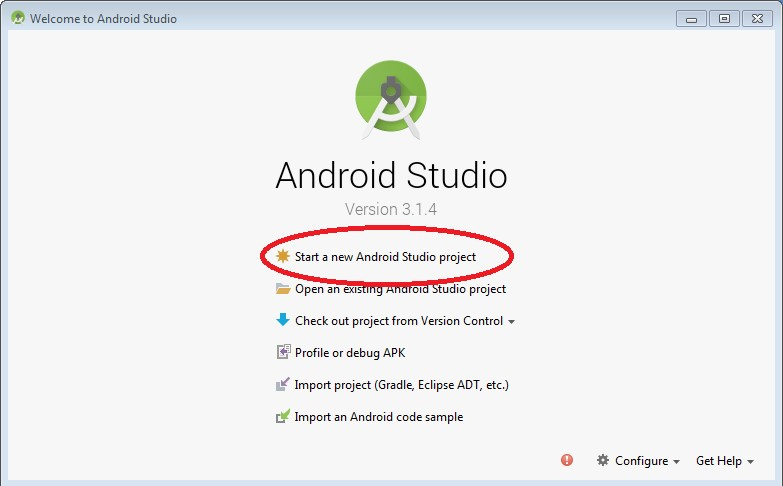 Welcome to Android Studio
Android Studio
Version 3.1.4
Start a new Android Studio project
Open an existing Android Studio project
Check out project from Version Control
Profile or debug APK
Import project (Gradle, Eclipse ADT, etc.)
Import an Android code sample
Configure Get Help